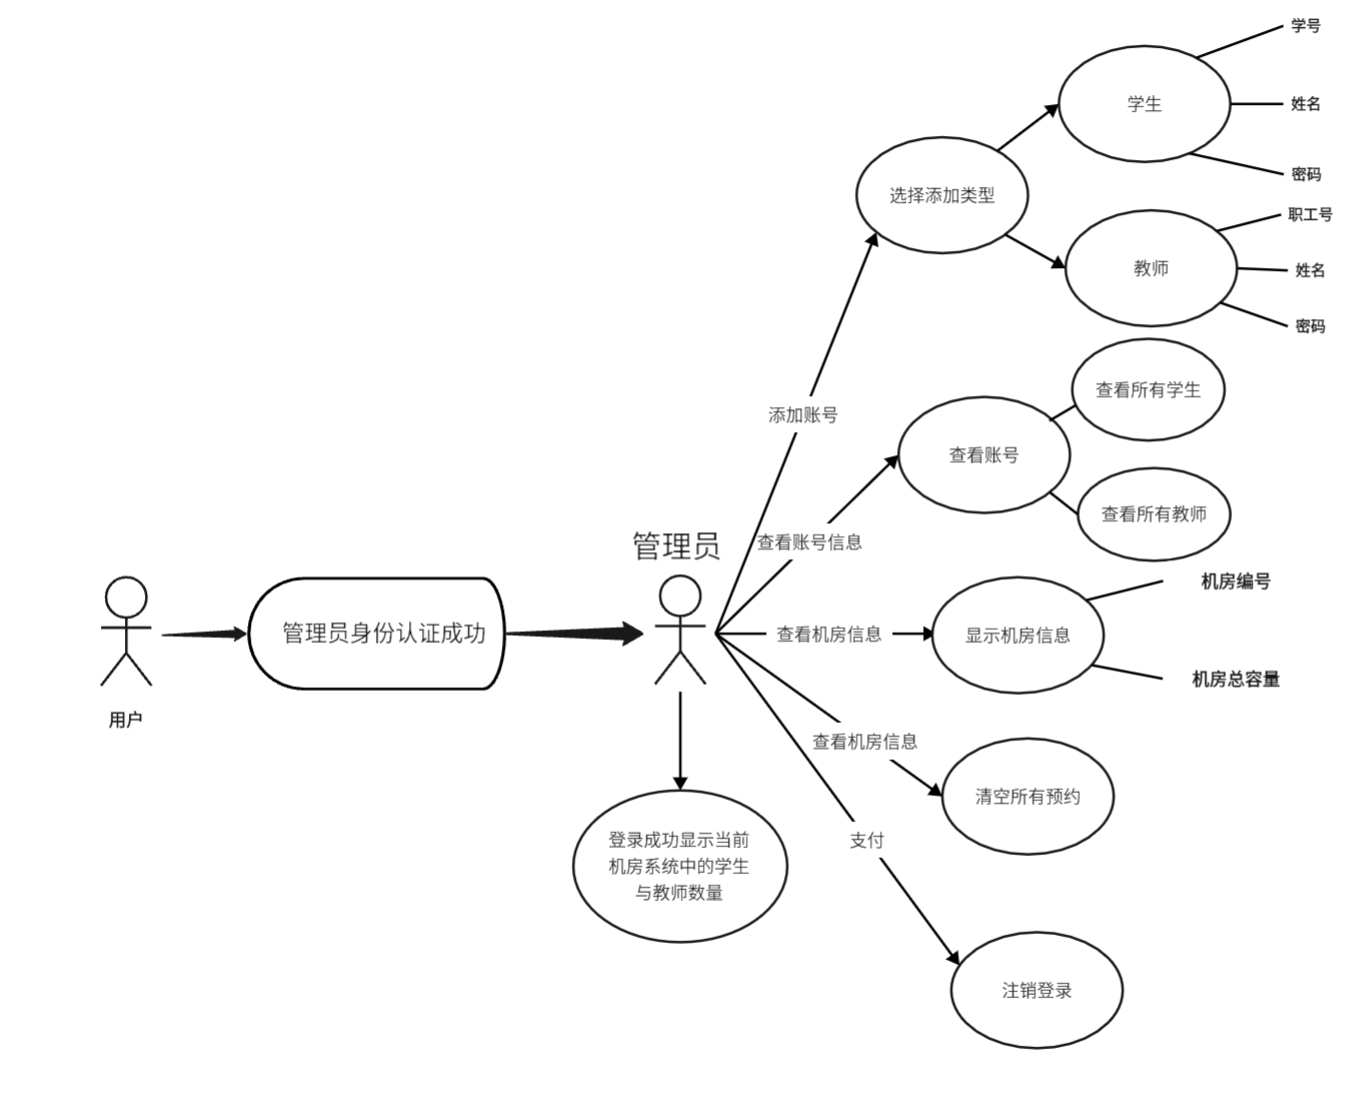 学号
学生
姓名
密码
选择添加类型
职工号
教师
姓名
密码
查看所有学生
添加账号
查看账号
查看所有教师
查看账号信息
管理员
机房编号
管理员身份认证成功
查看机房信息
显示机房信息
机房总容量
用户
查看机房信息
清空所有预约
支付
登录成功显示当前
机房系统中的学生
与教师数量
注销登录